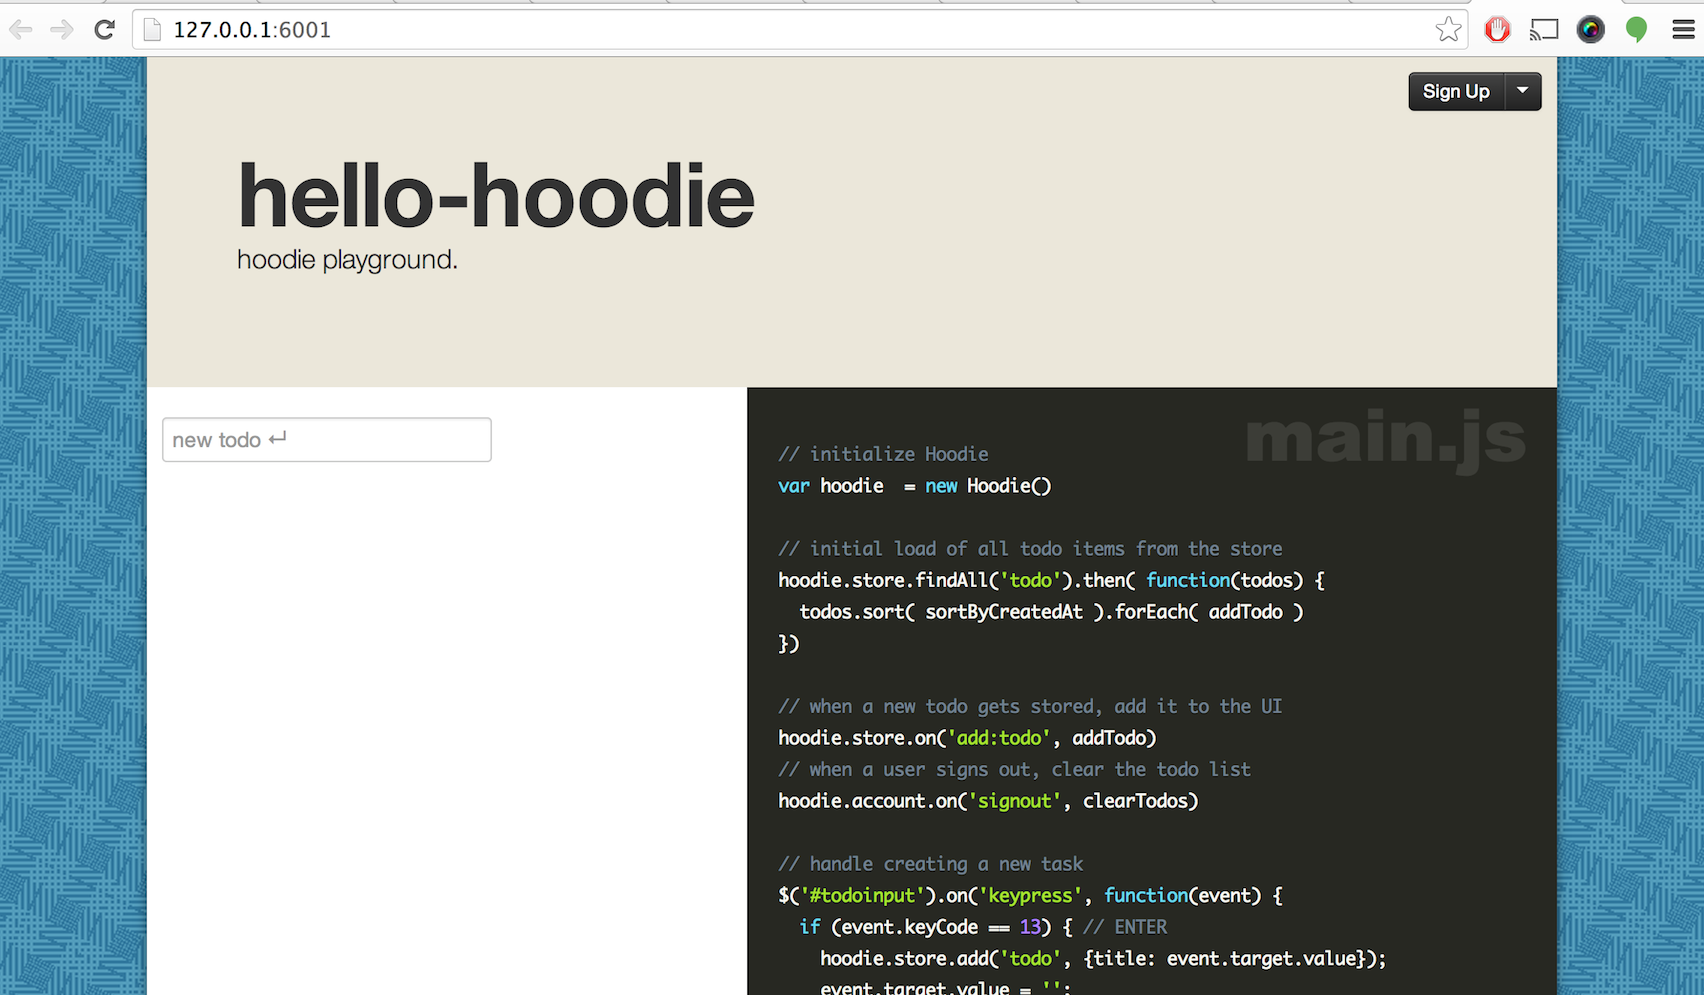 127.0.0.1:6001
Sign Up
hello-hoodie
hoodie playground.
new todo ↵
main.js
// initialize Hoodie
var hoodie  = new Hoodie()
// initial load of all todo items from the store
hoodie.store.findAll('todo').then( function(todos) {
  todos.sort( sortByCreatedAt ).forEach( addTodo )
})
// when a new todo gets stored, add it to the UI
hoodie.store.on('add:todo', addTodo)
// when a user signs out, clear the todo list
hoodie.account.on('signout', clearTodos)
// handle creating a new task
$('#todoinput').on('keypress', function(event) {
  if (event.keyCode == 13) { // ENTER
    hoodie.store.add('todo', {title: event.target.value});
    event.target.value = '';